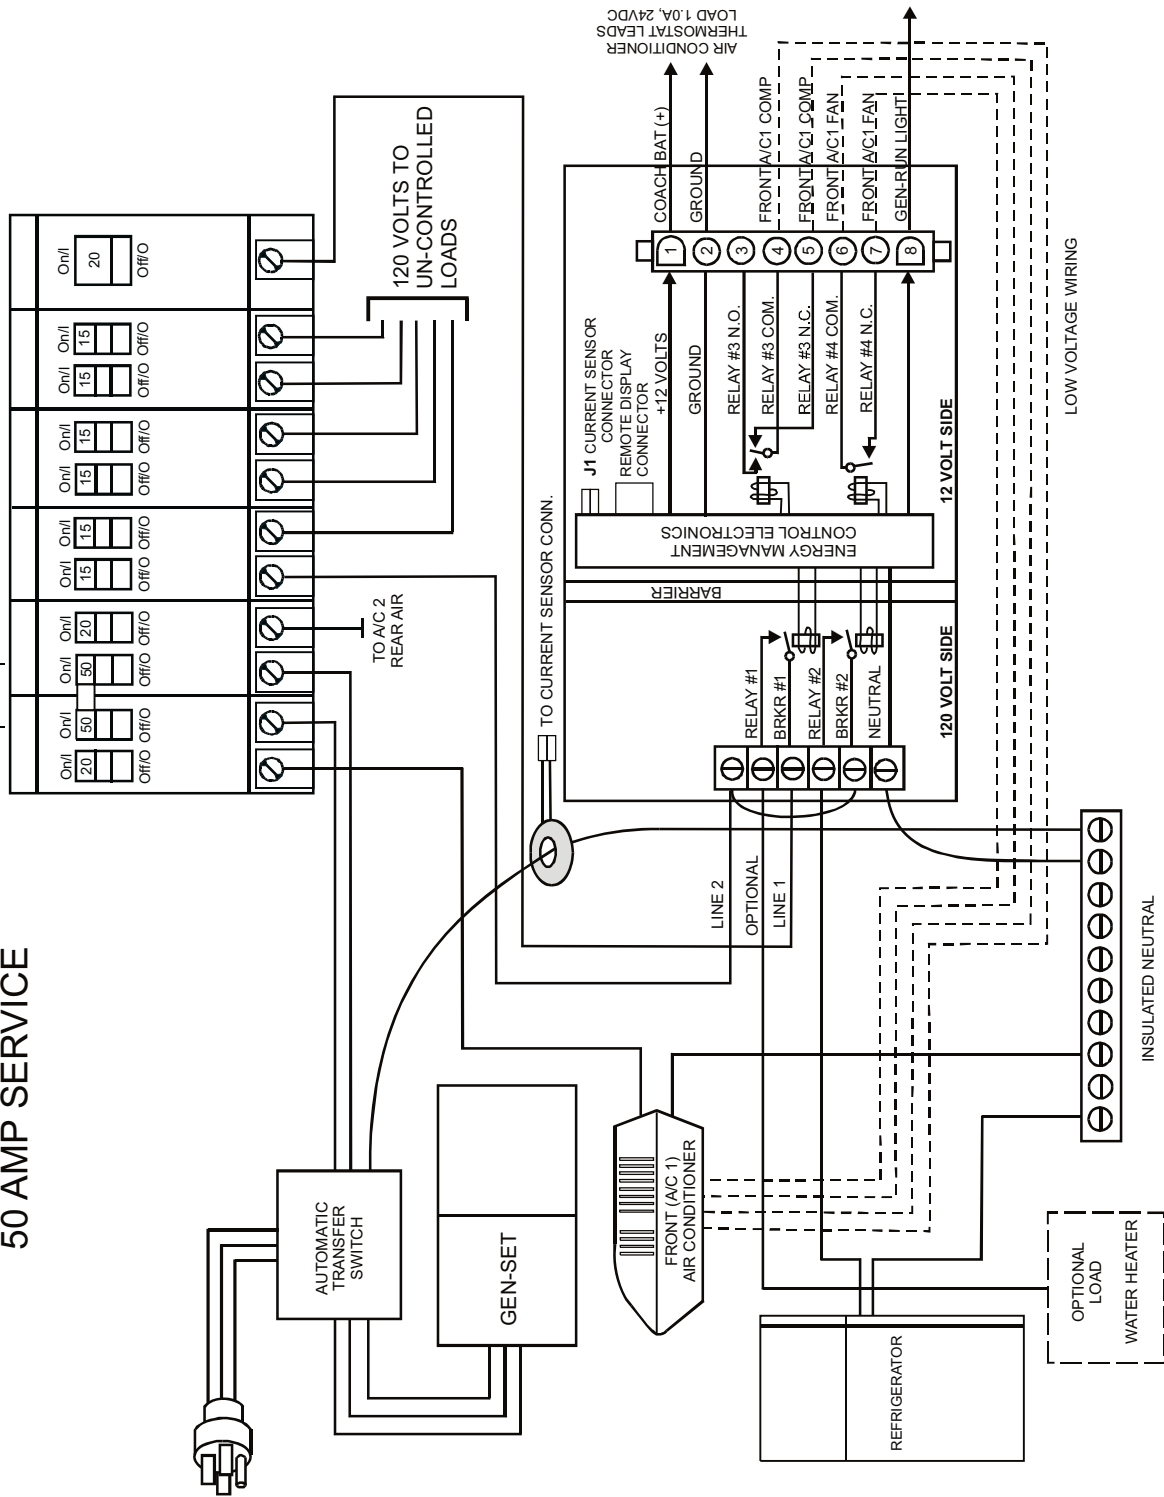 50 AMP SERVICE
On/I
20
Off/O
On/I
50
Off/O
On/I
50
Off/O
On/I
20
Off/O
On/I
15
Off/O
On/I
15
Off/O
On/I
15
Off/O
On/I
15
Off/O
On/I
15
Off/O
On/I
15
Off/O
On/I
20
Off/O
TO A/C 2
REAR AIR
120 VOLTS TO
UN-CONTROLLED
LOADS
AUTOMATIC
TRANSFER
SWITCH
GEN-SET
TO CURRENT SENSOR CONN.
FRONT (A/C 1)
AIR CONDITIONER
REFRIGERATOR
OPTIONAL
LOAD
WATER HEATER
INSULATED NEUTRAL
LOW VOLTAGE WIRING
LINE 2
OPTIONAL
LINE 1
RELAY #1
BRKR #1
RELAY #2
BRKR #2
NEUTRAL
120 VOLT SIDE
BARRIER
ENERGY MANAGEMENT
CONTROL ELECTRONICS
12 VOLT SIDE
J1 CURRENT SENSOR
CONNECTOR
REMOTE DISPLAY
CONNECTOR
+12 VOLTS
GROUND
RELAY #3 N.O.
RELAY #3 COM.
RELAY #3 N.C.
RELAY #4 COM.
RELAY #4 N.C.
1
2
3
4
5
6
7
8
COACH BAT (+)
GROUND
FRONT A/C1 COMP
FRONT A/C1 COMP
FRONT A/C1 FAN
FRONT A/C1 FAN
GEN-RUN LIGHT
AIR CONDITIONER
THERMOSTAT LEADS
LOAD 1.0A, 24VDC